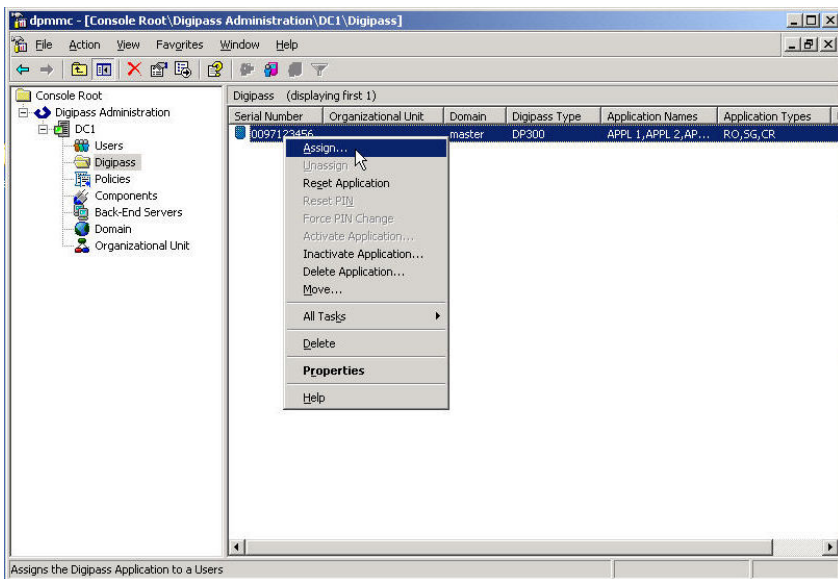 dpmmc - [Console Root\Digipass Administration\DC1\Digipass]
File Action View Favorites Window Help
Console Root
Digipass Administration
DC1
Users
Digipass
Policies
Components
Back-End Servers
Domain
Organizational Unit
Digipass (displaying first 1)
Serial Number Organizational Unit Domain Digipass Type Application Names Application Types
0097123456 master DP300 APPL 1,APPL 2,AP... RO,SG,CR
Assign...
Unassign
Reset Application
Reset PIN
Force PIN Change
Activate Application...
Inactivate Application...
Delete Application...
Move...
All Tasks
Delete
Properties
Help
Assigns the Digipass Application to a Users